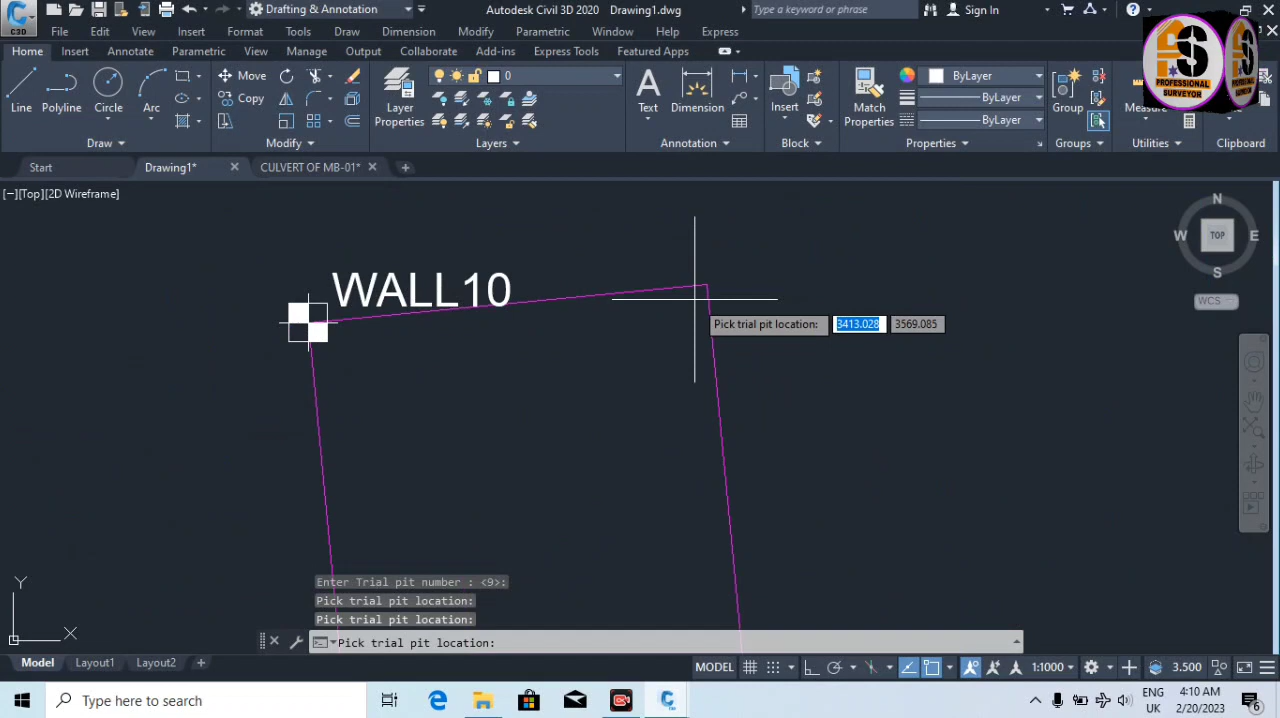 C3D
Drafting & Annotation
Autodesk Civil 3D 2020 Drawing1.dwg
Type a keyword or phrase
Sign In
File Edit View Insert Format Tools Draw Dimension Modify Parametric Window Help Express
Home Insert Annotate Parametric View Manage Output Collaborate Add-ins Express Tools Featured Apps
PROFESSIONAL
SURVEYOR
Move
0
ByLayer
Line Polyline Circle Arc
Copy
Layer
Properties
Text Dimension
Insert
Match
Properties
ByLayer
Group
ByLayer
Draw Modify Layers Annotation Block Properties Groups Utilities Clipboard
Start Drawing1* CULVERT OF MB-01*
[−][Top][2D Wireframe]
N
W TOP E
S
WCS
WALL10
Pick trial pit location: 3413.028 3569.085
Enter Trial pit number : <9>:
Pick trial pit location:
Pick trial pit location:
Pick trial pit location:
Y
X
Model Layout1 Layout2
MODEL 1:1000 3.500
Type here to search
ENG
UK
4:10 AM
2/20/2023
6